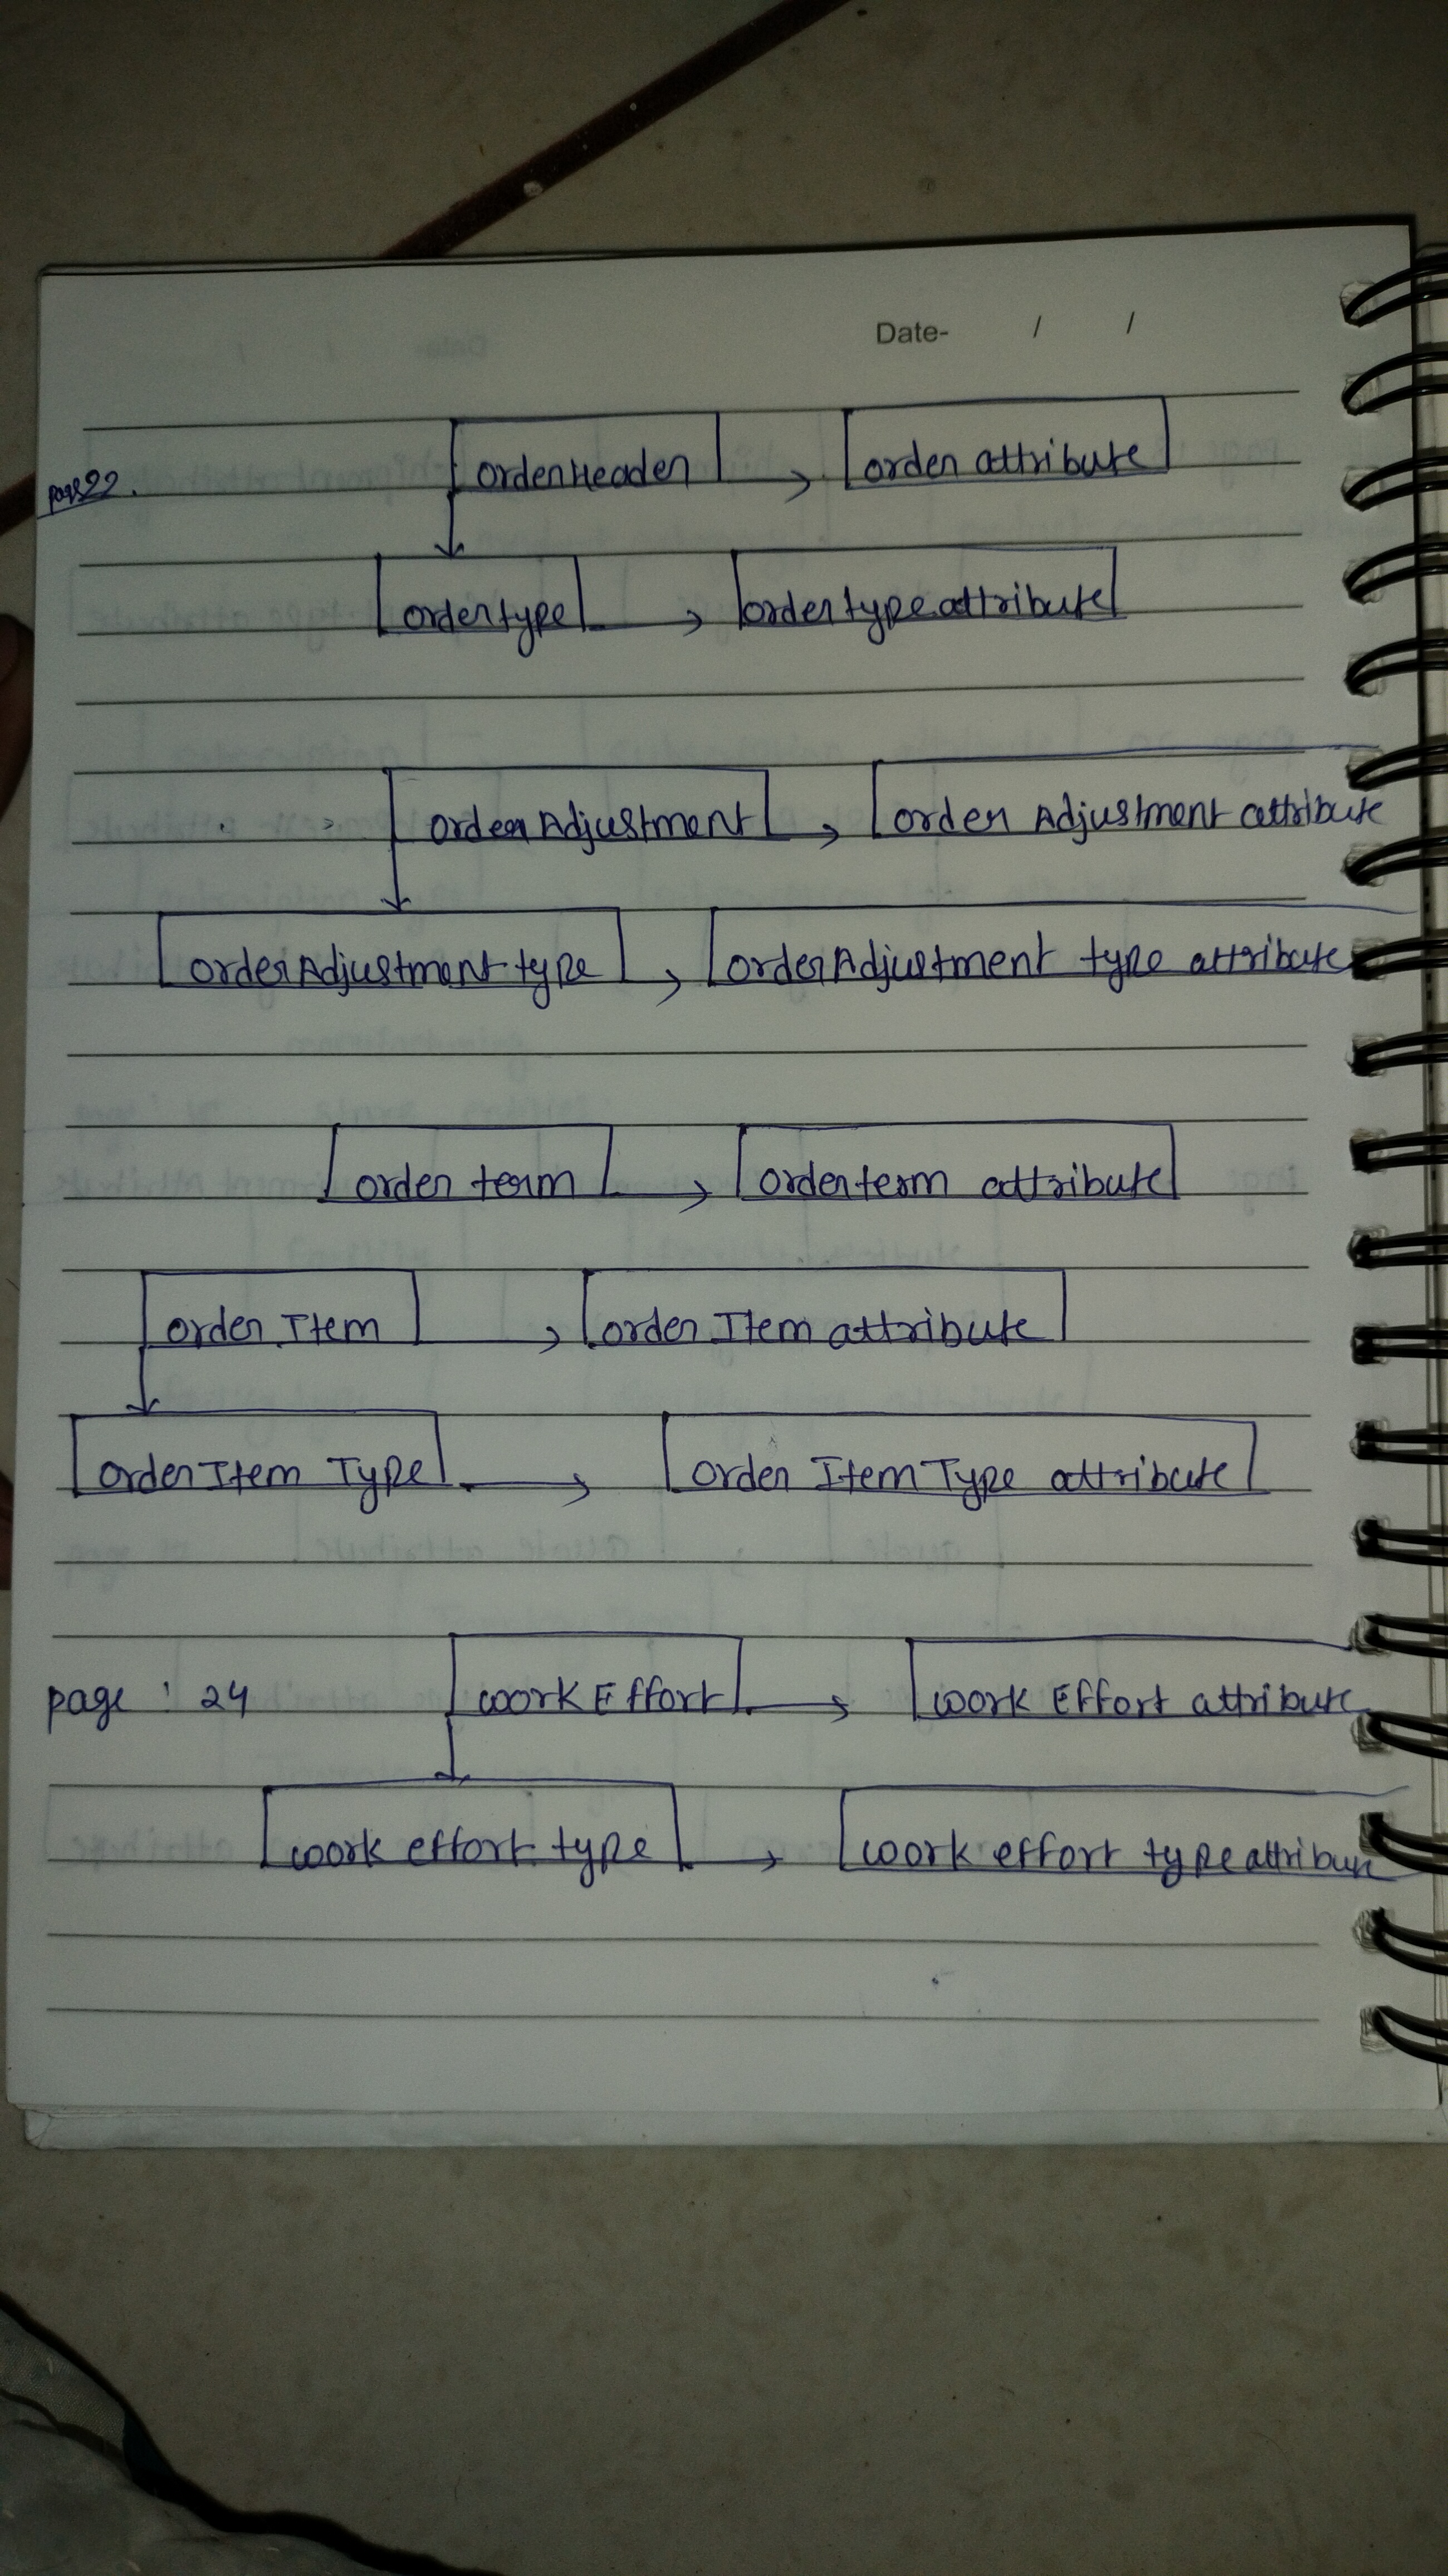 Date- / /
page22. orderHeader order attribute
ordertype ordertype attribute
orderAdjustment order Adjustment attribute
orderAdjustment type orderAdjustment type attribute
order term orderterm attribute
order Item order Item attribute
orderItem Type order Item Type attribute
page : 24 work Effort work Effort attribute
work effort type work effort type attribute